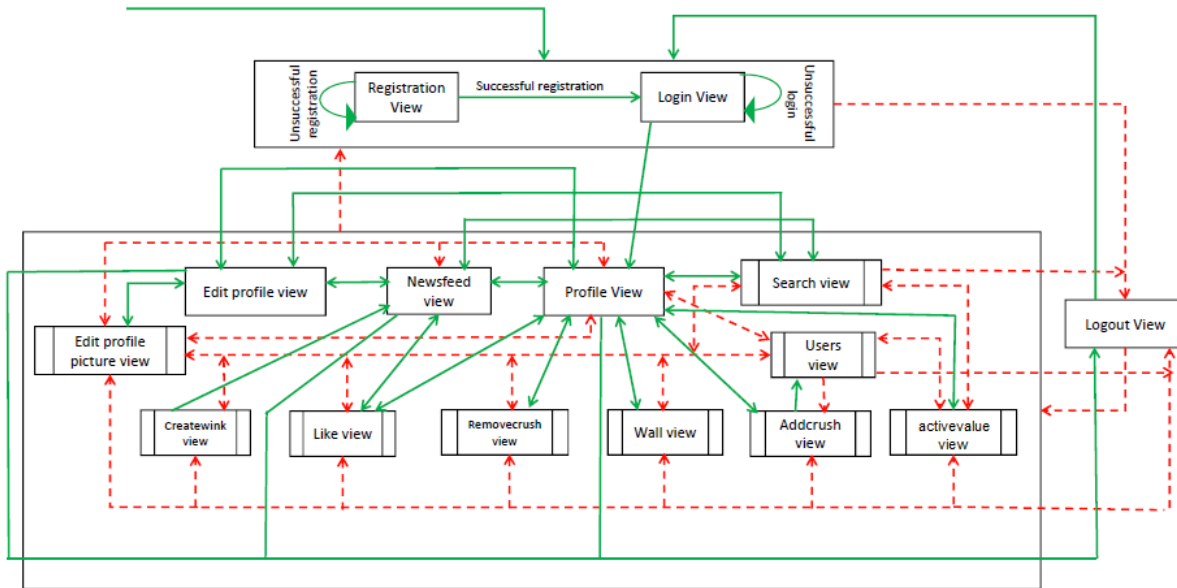 Unsuccessful
registration
Registration
View
Successful registration
Login View
Unsuccessful
login
Edit profile view
Newsfeed
view
Profile View
Search view
Edit profile
picture view
Users
view
Logout View
Createwink
view
Like view
Removecrush
view
Wall view
Addcrush
view
activevalue
view